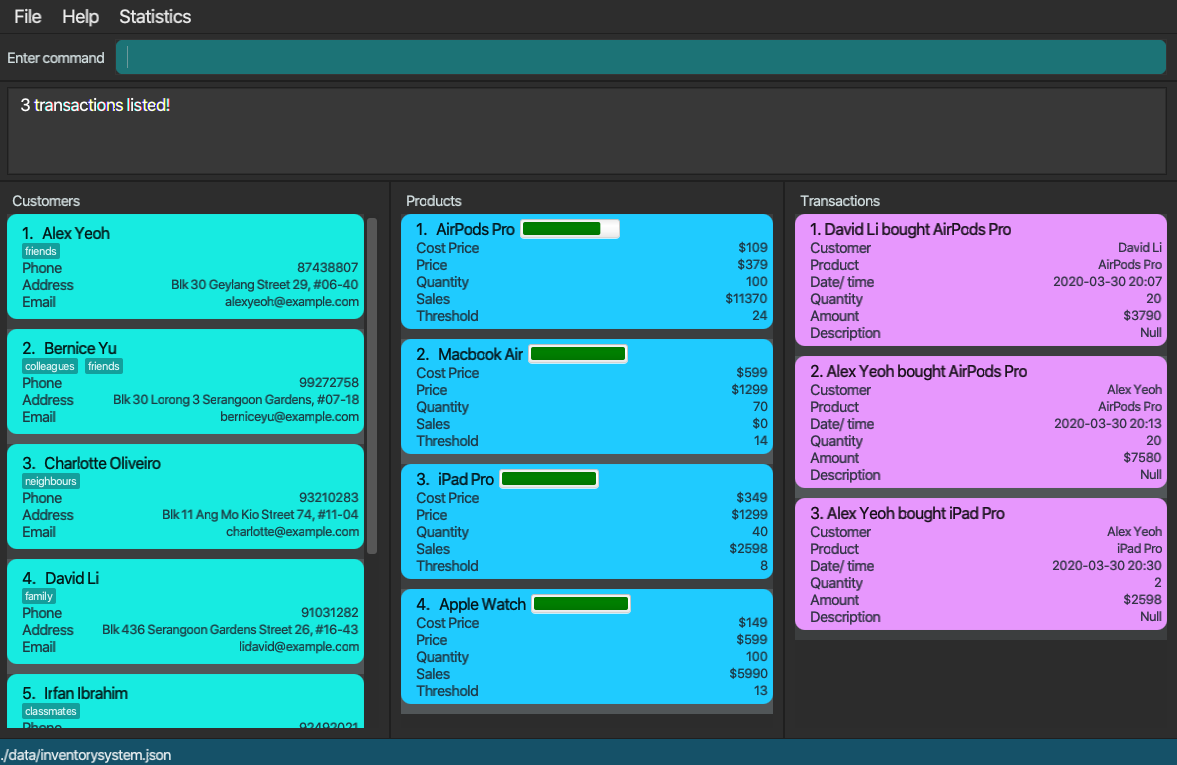 File Help Statistics
Enter command
3 transactions listed!
Customers
1. Alex Yeoh
friends
Phone 87438807
Address Blk 30 Geylang Street 29, #06-40
Email alexyeoh@example.com
2. Bernice Yu
colleagues friends
Phone 99272758
Address Blk 30 Lorong 3 Serangoon Gardens, #07-18
Email berniceyu@example.com
3. Charlotte Oliveiro
neighbours
Phone 93210283
Address Blk 11 Ang Mo Kio Street 74, #11-04
Email charlotte@example.com
4. David Li
family
Phone 91031282
Address Blk 436 Serangoon Gardens Street 26, #16-43
Email lidavid@example.com
5. Irfan Ibrahim
classmates
Phone 92492021
Products
1. AirPods Pro
Cost Price $109
Price $379
Quantity 100
Sales $11370
Threshold 24
2. Macbook Air
Cost Price $599
Price $1299
Quantity 70
Sales $0
Threshold 14
3. iPad Pro
Cost Price $349
Price $1299
Quantity 40
Sales $2598
Threshold 8
4. Apple Watch
Cost Price $149
Price $599
Quantity 100
Sales $5990
Threshold 13
Transactions
1. David Li bought AirPods Pro
Customer David Li
Product AirPods Pro
Date/ time 2020-03-30 20:07
Quantity 20
Amount $3790
Description Null
2. Alex Yeoh bought AirPods Pro
Customer Alex Yeoh
Product AirPods Pro
Date/ time 2020-03-30 20:13
Quantity 20
Amount $7580
Description Null
3. Alex Yeoh bought iPad Pro
Customer Alex Yeoh
Product iPad Pro
Date/ time 2020-03-30 20:30
Quantity 2
Amount $2598
Description Null
./data/inventorysystem.json